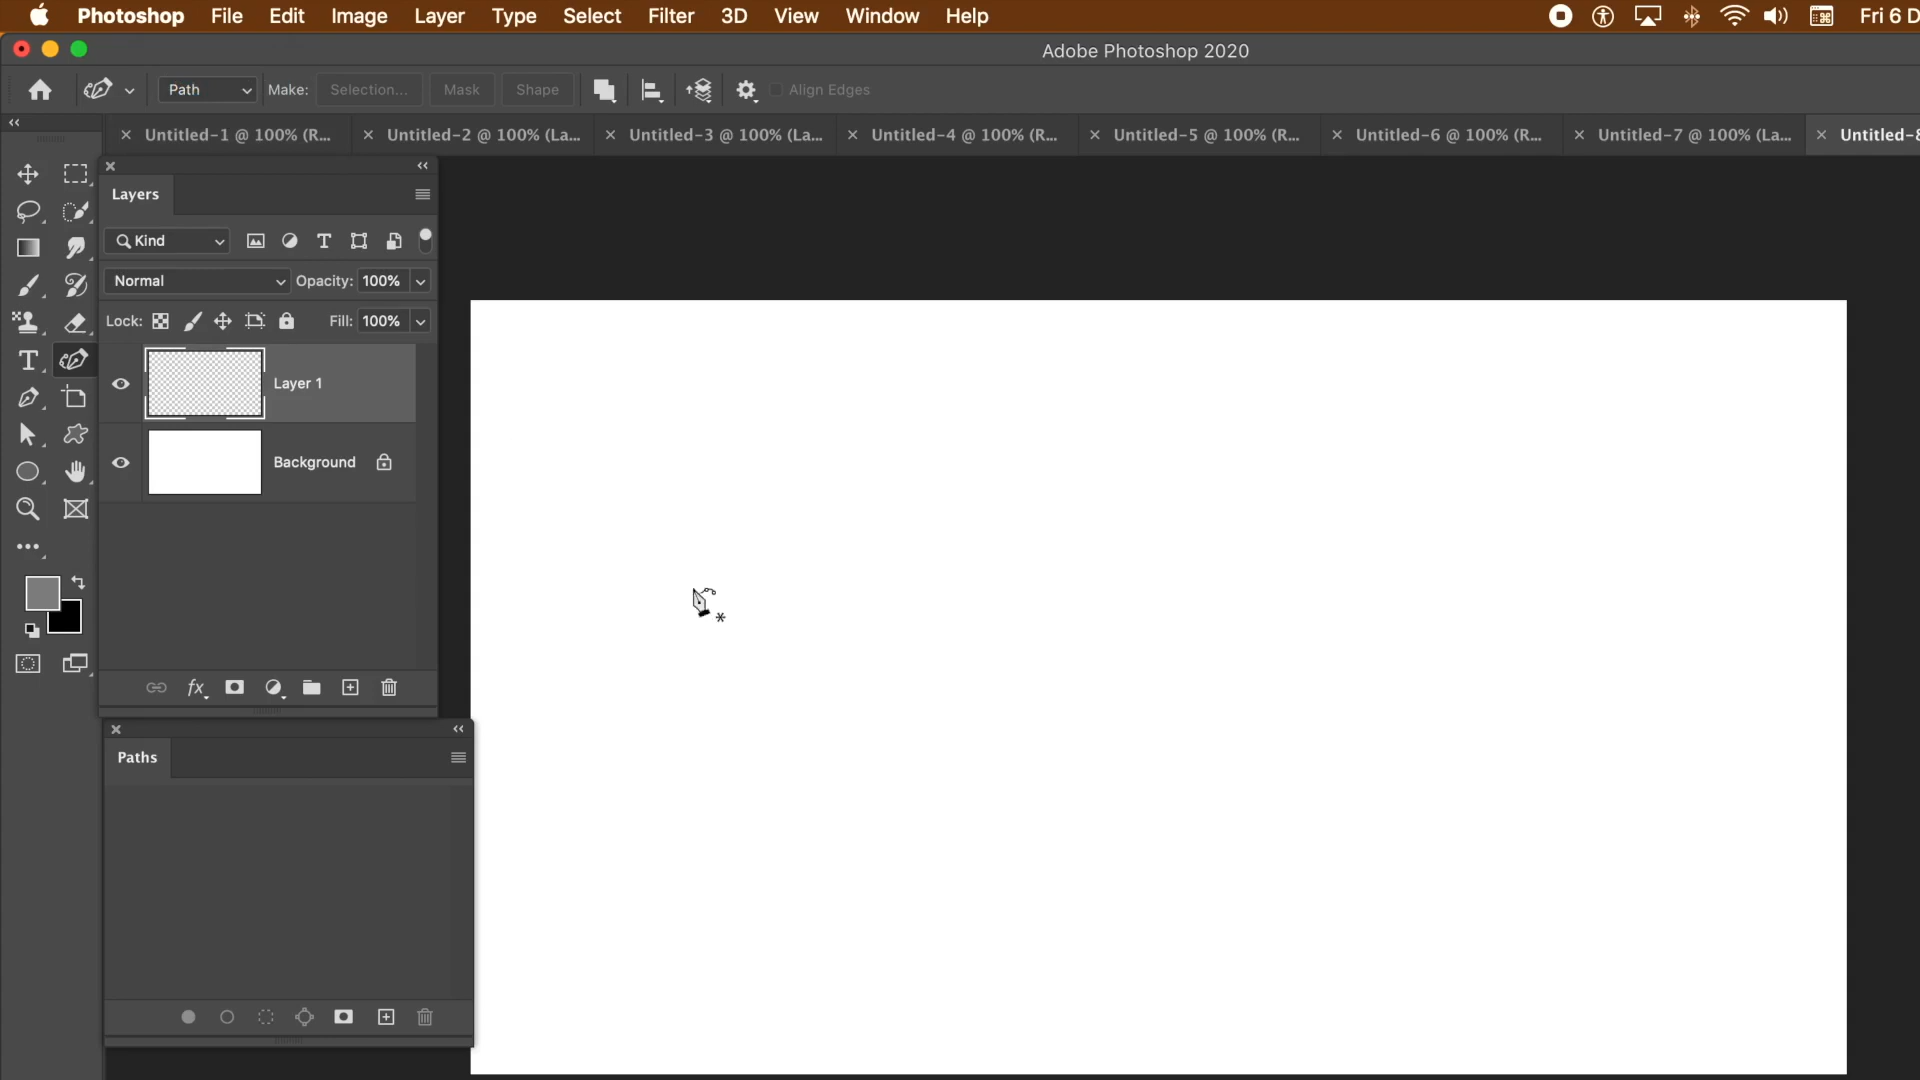 Photoshop File Edit Image Layer Type Select Filter 3D View Window Help Fri 6 D
Adobe Photoshop 2020
Path Make: Selection... Mask Shape Align Edges
Untitled-1 @ 100% (R... Untitled-2 @ 100% (La... Untitled-3 @ 100% (La... Untitled-4 @ 100% (R... Untitled-5 @ 100% (R... Untitled-6 @ 100% (R... Untitled-7 @ 100% (La... Untitled-8
Layers
Kind
Normal Opacity: 100%
Lock: Fill: 100%
Layer 1
Background
Paths